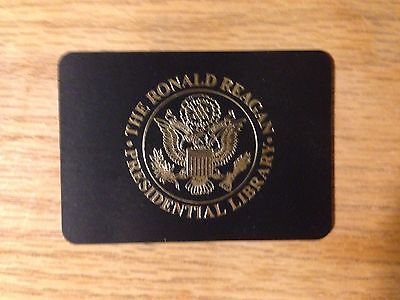 · THE RONALD REAGAN ·
PRESIDENTIAL LIBRARY